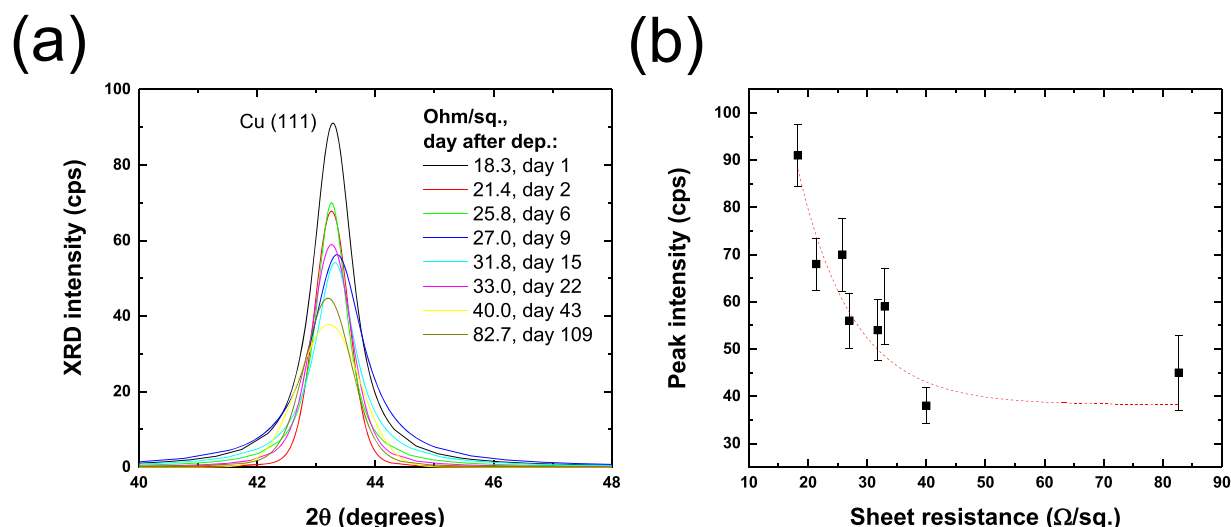 (a)
XRD intensity (cps)
100
80
60
40
20
0
40
42
44
46
48
2θ (degrees)
Cu (111)
Ohm/sq.,
day after dep.:
18.3, day 1
21.4, day 2
25.8, day 6
27.0, day 9
31.8, day 15
33.0, day 22
40.0, day 43
82.7, day 109
(b)
Peak intensity (cps)
100
90
80
70
60
50
40
30
10
20
30
40
50
60
70
80
90
Sheet resistance (Ω/sq.)